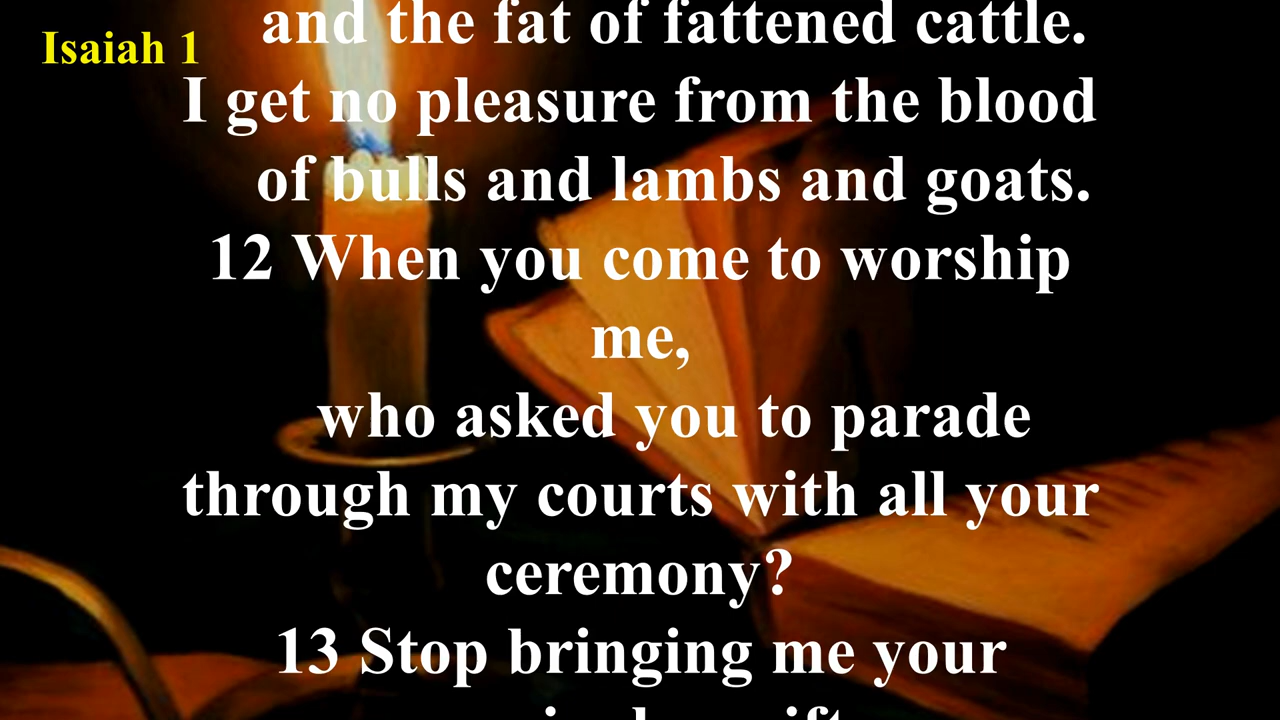 Isaiah 1
and the fat of fattened cattle.
I get no pleasure from the blood
of bulls and lambs and goats.
12 When you come to worship
me,
who asked you to parade
through my courts with all your
ceremony?
13 Stop bringing me your